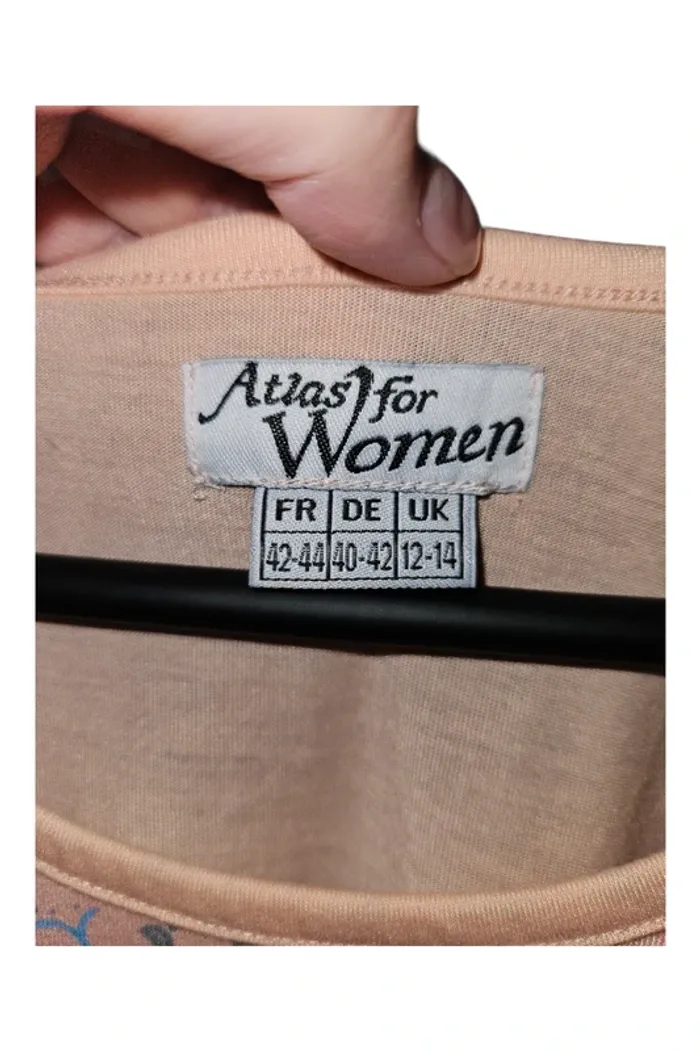 Atlas for
Women
FR DE UK
42-44 40-42 12-14